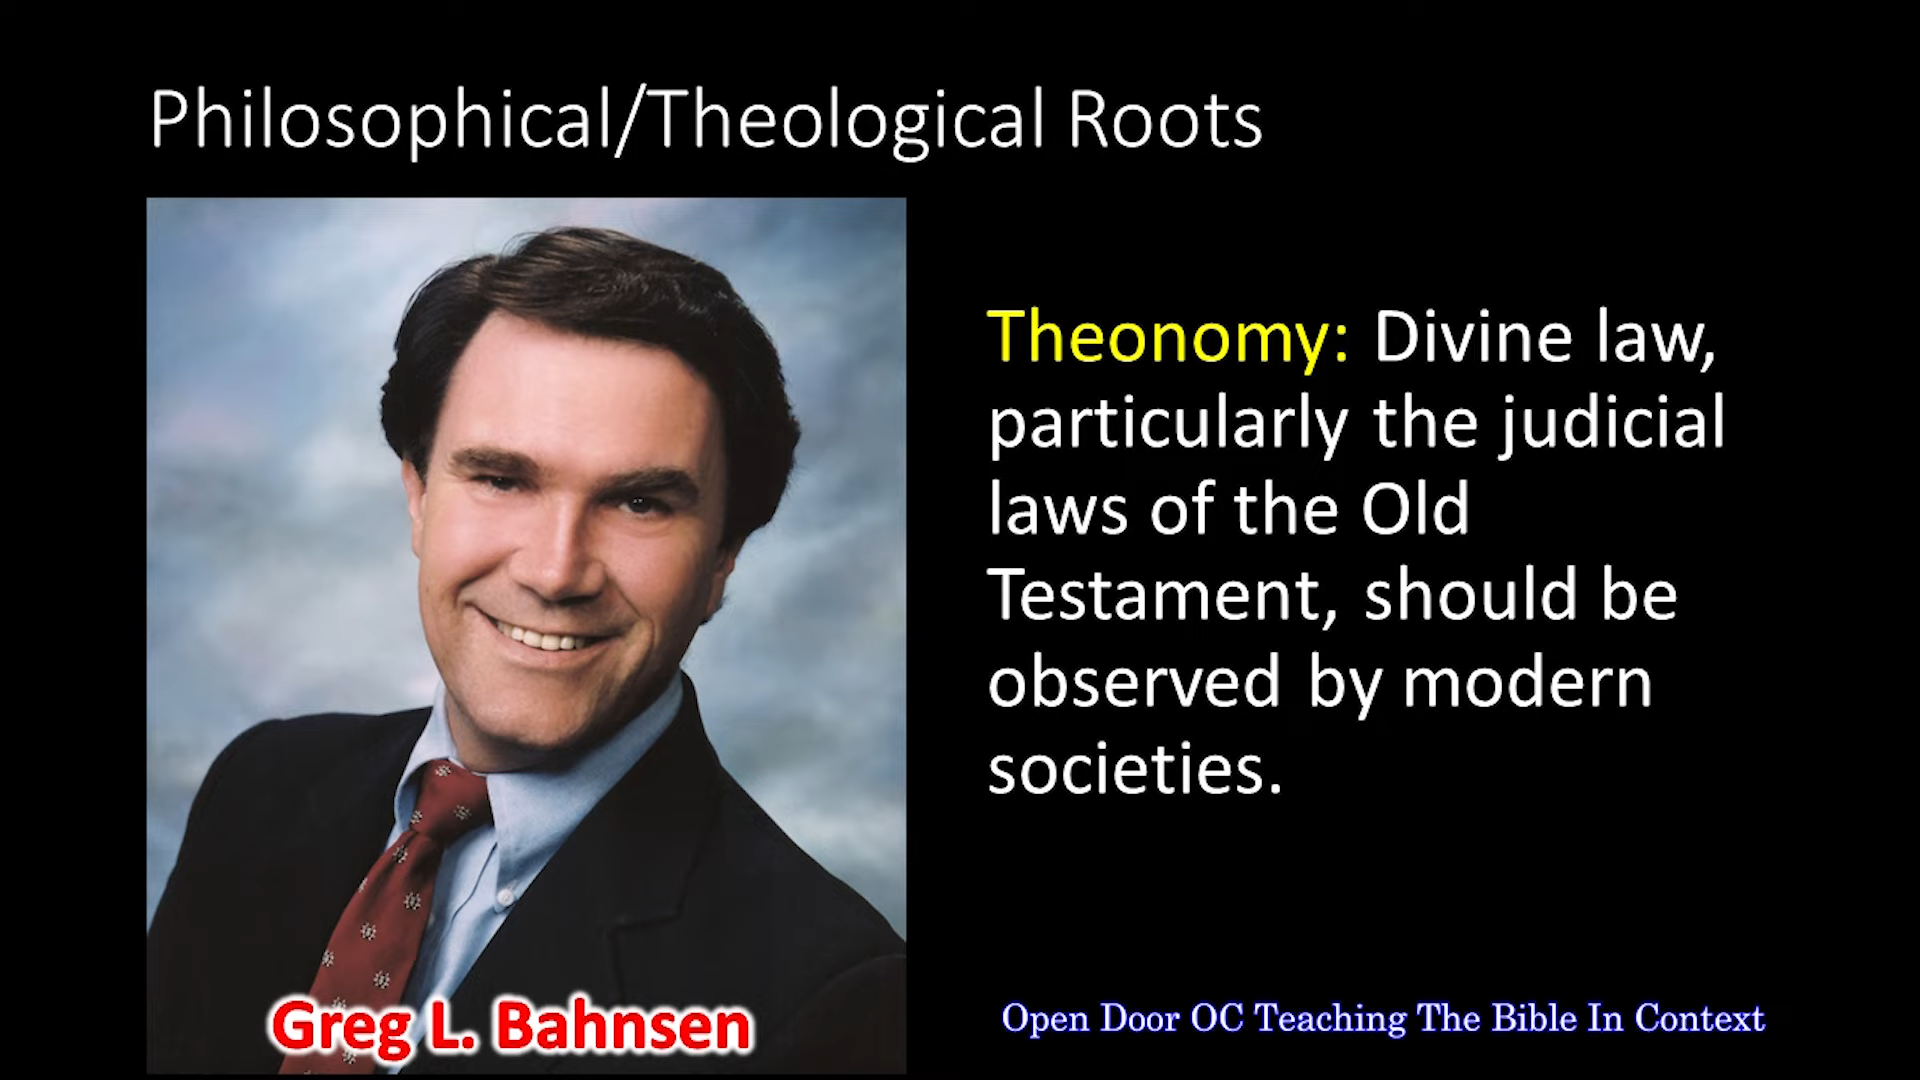 Philosophical/Theological Roots
Theonomy: Divine law,
particularly the judicial
laws of the Old
Testament, should be
observed by modern
societies.
Greg L. Bahnsen
Open Door OC Teaching The Bible In Context